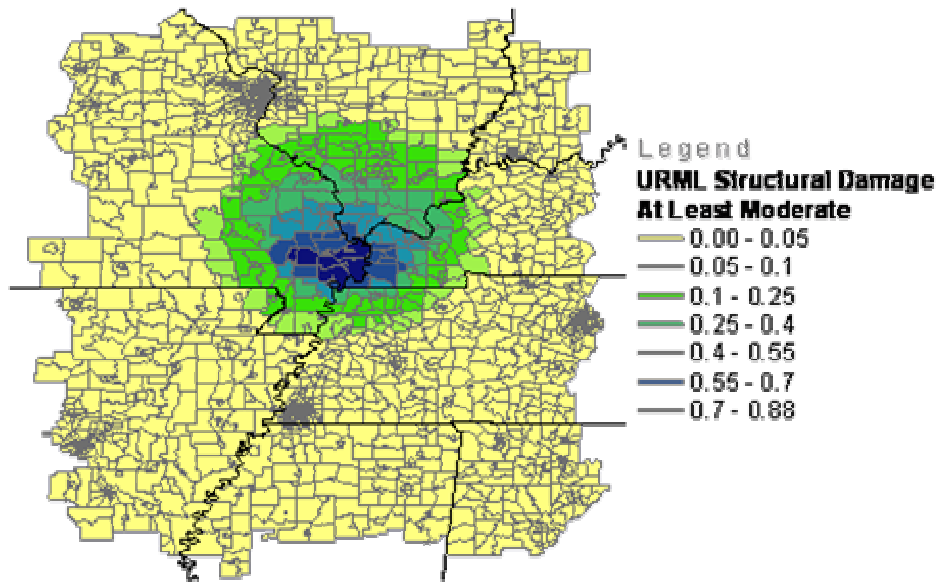 Legend
URML Structural Damage
At Least Moderate
0.00 - 0.05
0.05 - 0.1
0.1 - 0.25
0.25 - 0.4
0.4 - 0.55
0.55 - 0.7
0.7 - 0.88